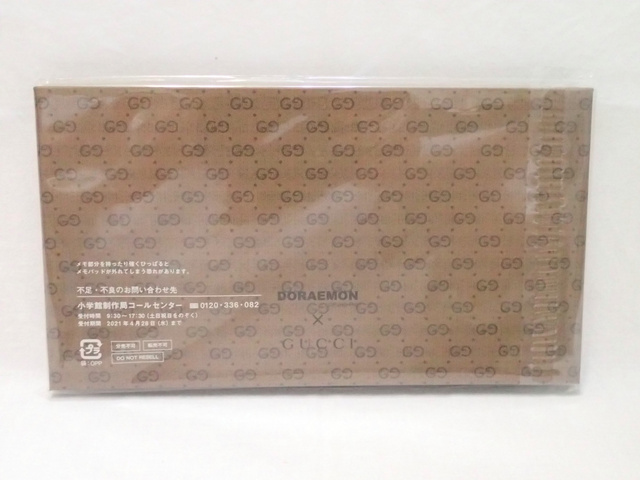 メモ部分を持ったり強くひっぱると
メモパッドが外れてしまう恐れがあります。
不足・不良のお問い合わせ先
小学館制作局コールセンター 0120-336-082
受付時間 9:30〜17:30(土日祝日をのぞく)
受付期間 2021年4月29日(木)まで
プラ
袋:OPP
DO NOT RESELL
DORAEMON
×
GUCCI